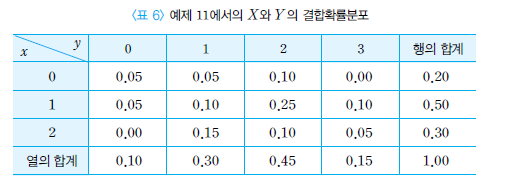 〈표 6〉 예제 11에서의 X와 Y의 결합확률분포
x y 0 1 2 3 행의 합계
0 0.05 0.05 0.10 0.00 0.20
1 0.05 0.10 0.25 0.10 0.50
2 0.00 0.15 0.10 0.05 0.30
열의 합계 0.10 0.30 0.45 0.15 1.00